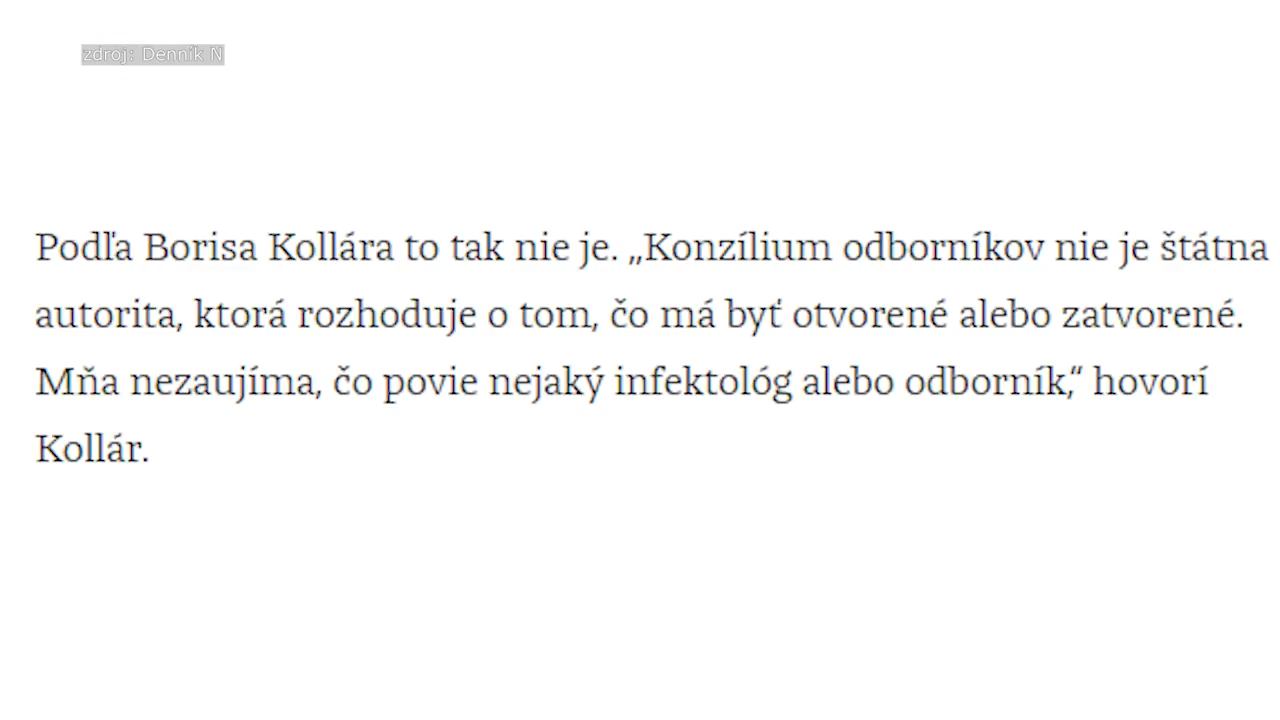 zdroj: Denník N
Podľa Borisa Kollára to tak nie je. „Konzílium odborníkov nie je štátna
autorita, ktorá rozhoduje o tom, čo má byť otvorené alebo zatvorené.
Mňa nezaujíma, čo povie nejaký infektológ alebo odborník,“ hovorí
Kollár.